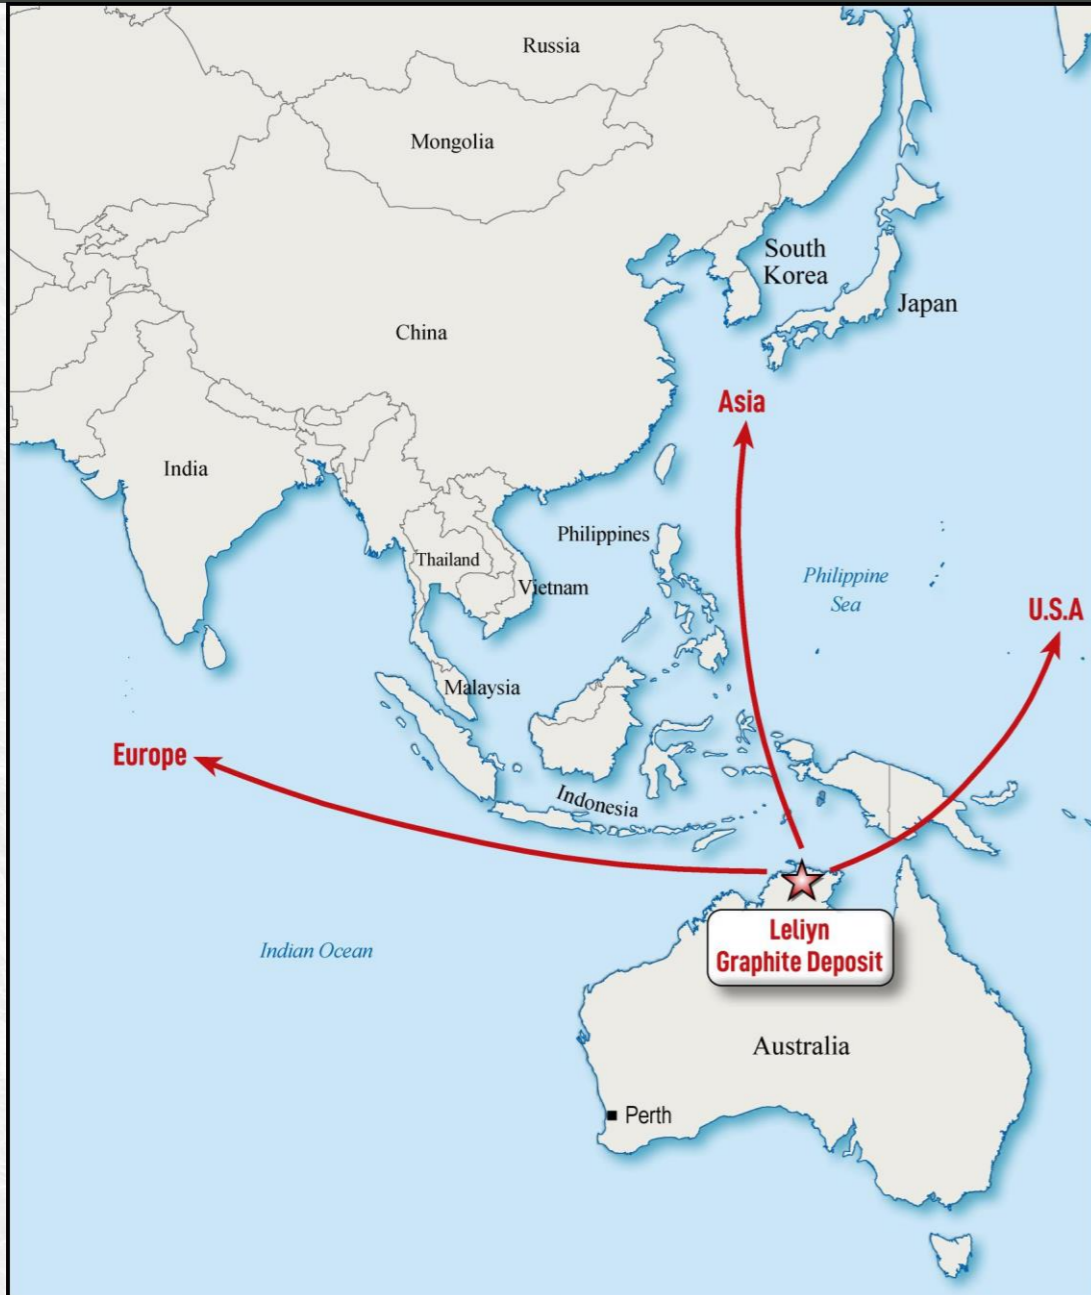 Russia
Mongolia
South
Korea
Japan
China
Asia
India
Philippines
Thailand
Vietnam
Philippine
Sea
U.S.A
Malaysia
Europe
Indonesia
Leliyn
Graphite Deposit
Indian Ocean
Australia
Perth